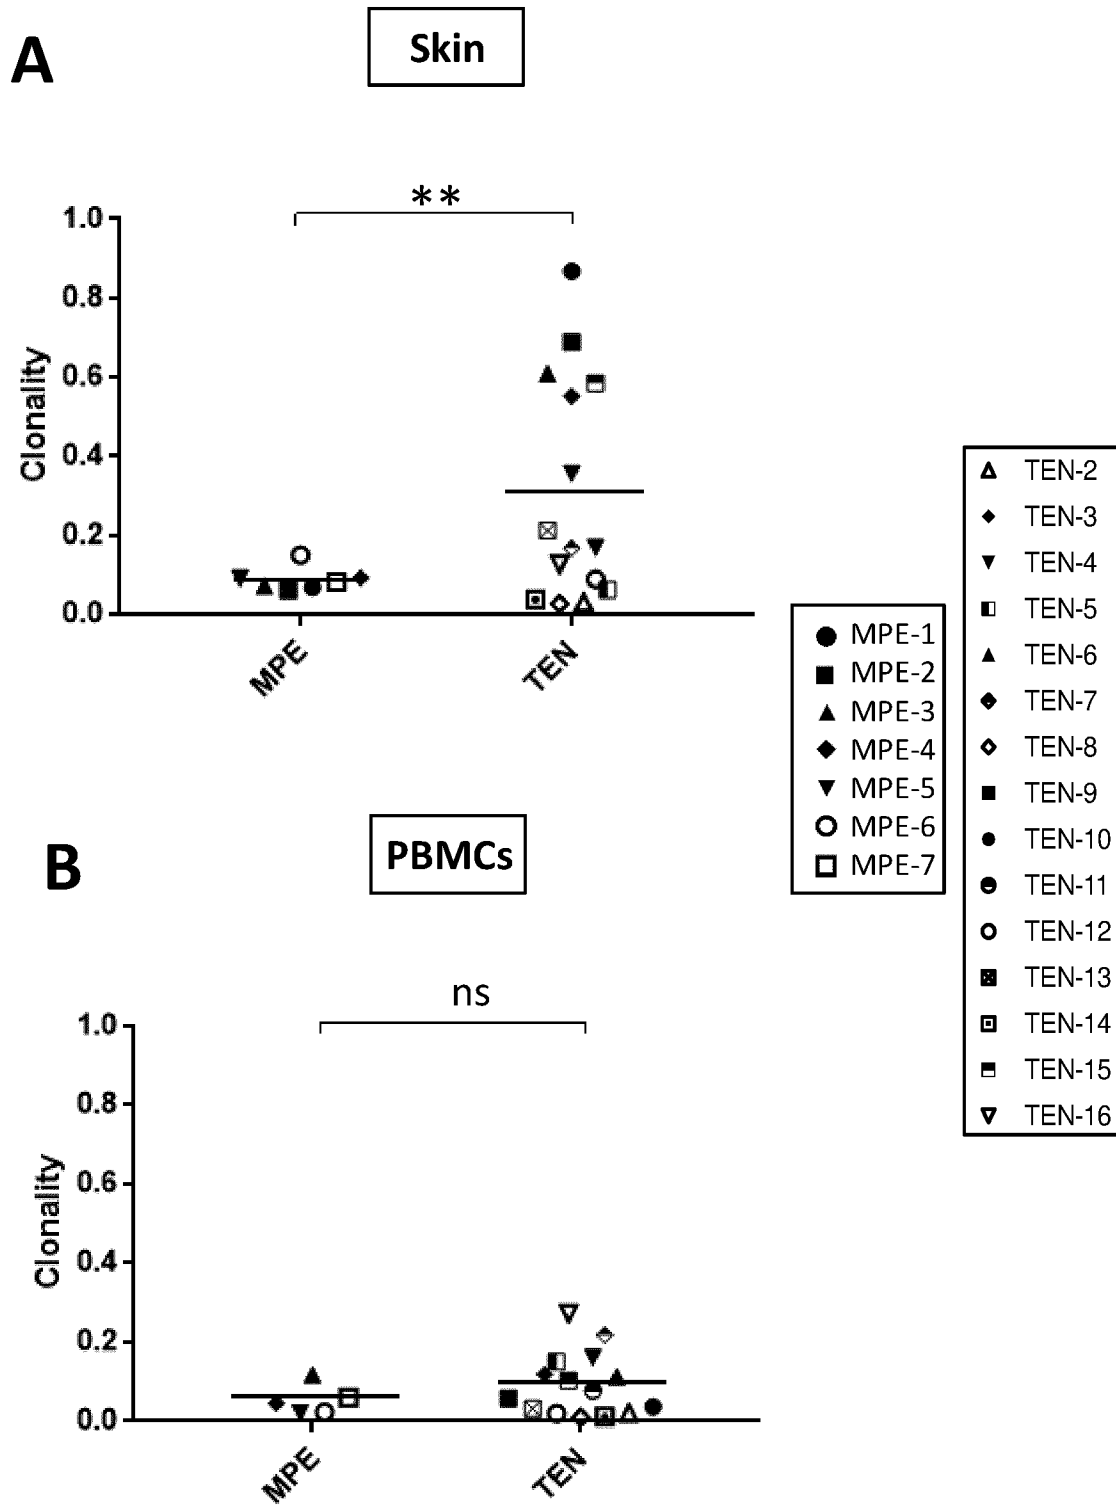 A
Skin
**
1.0
0.8
0.6
0.4
0.2
0.0
Clonality
MPE
TEN
MPE-1
MPE-2
MPE-3
MPE-4
MPE-5
MPE-6
MPE-7
TEN-2
TEN-3
TEN-4
TEN-5
TEN-6
TEN-7
TEN-8
TEN-9
TEN-10
TEN-11
TEN-12
TEN-13
TEN-14
TEN-15
TEN-16
B
PBMCs
ns
1.0
0.8
0.6
0.4
0.2
0.0
Clonality
MPE
TEN